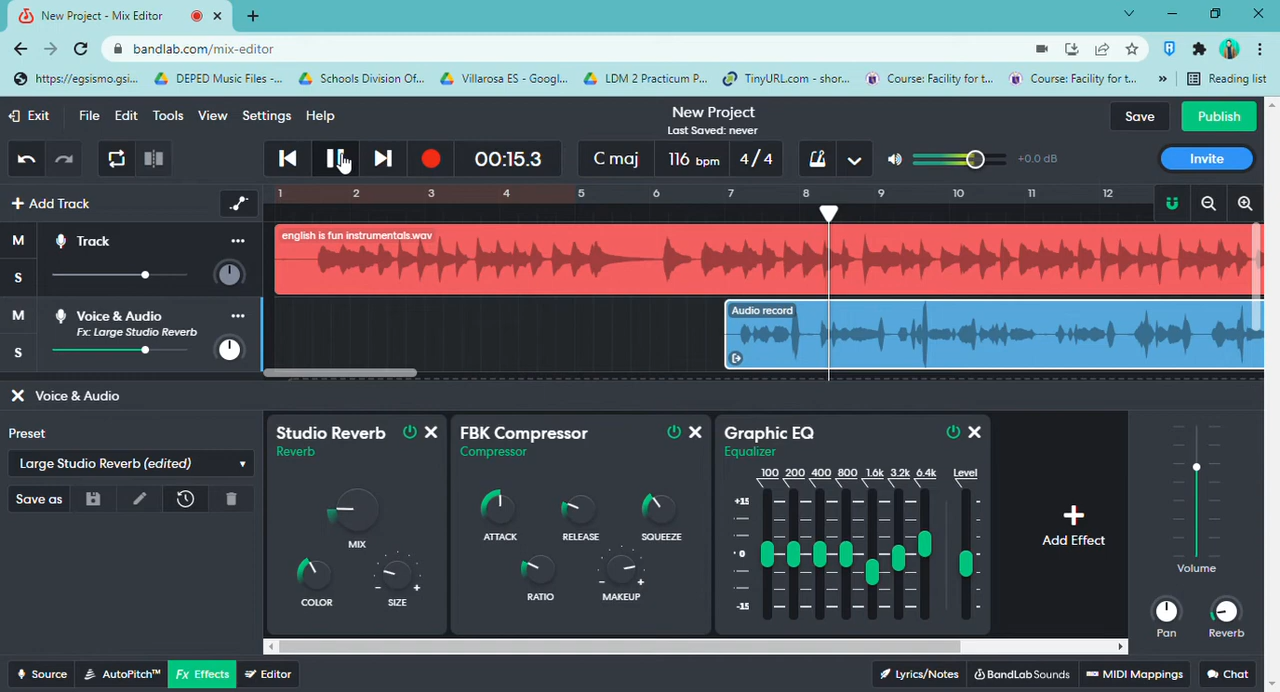 New Project - Mix Editor
bandlab.com/mix-editor
https://egsismo.gsi...
DEPED Music Files -...
Schools Division Of...
Villarosa ES - Googl...
LDM 2 Practicum P...
TinyURL.com - shor...
Course: Facility for t...
Course: Facility for t...
»
Reading list
Exit
File
Edit
Tools
View
Settings
Help
New Project
Last Saved: never
Save
Publish
00:15.3
C maj
116 bpm
4/4
+0.0 dB
Invite
+ Add Track
1 2 3 4 5 6 7 8 9 10 11 12
M
Track
S
english is fun instrumentals.wav
M
Voice & Audio
Fx: Large Studio Reverb
S
Audio record
Voice & Audio
Preset
Large Studio Reverb (edited)
Save as
Studio Reverb
Reverb
MIX
COLOR
SIZE
- +
FBK Compressor
Compressor
ATTACK
RELEASE
SQUEEZE
RATIO
MAKEUP
- +
Graphic EQ
Equalizer
100 200 400 800 1.6k 3.2k 6.4k Level
+15
0
-15
+
Add Effect
Volume
Pan
Reverb
Source
AutoPitch™
Fx Effects
Editor
Lyrics/Notes
BandLab Sounds
MIDI Mappings
Chat